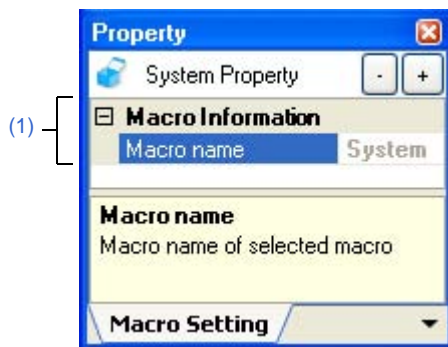 Property
System Property - +
(1)
Macro Information
Macro name System
Macro name
Macro name of selected macro
Macro Setting